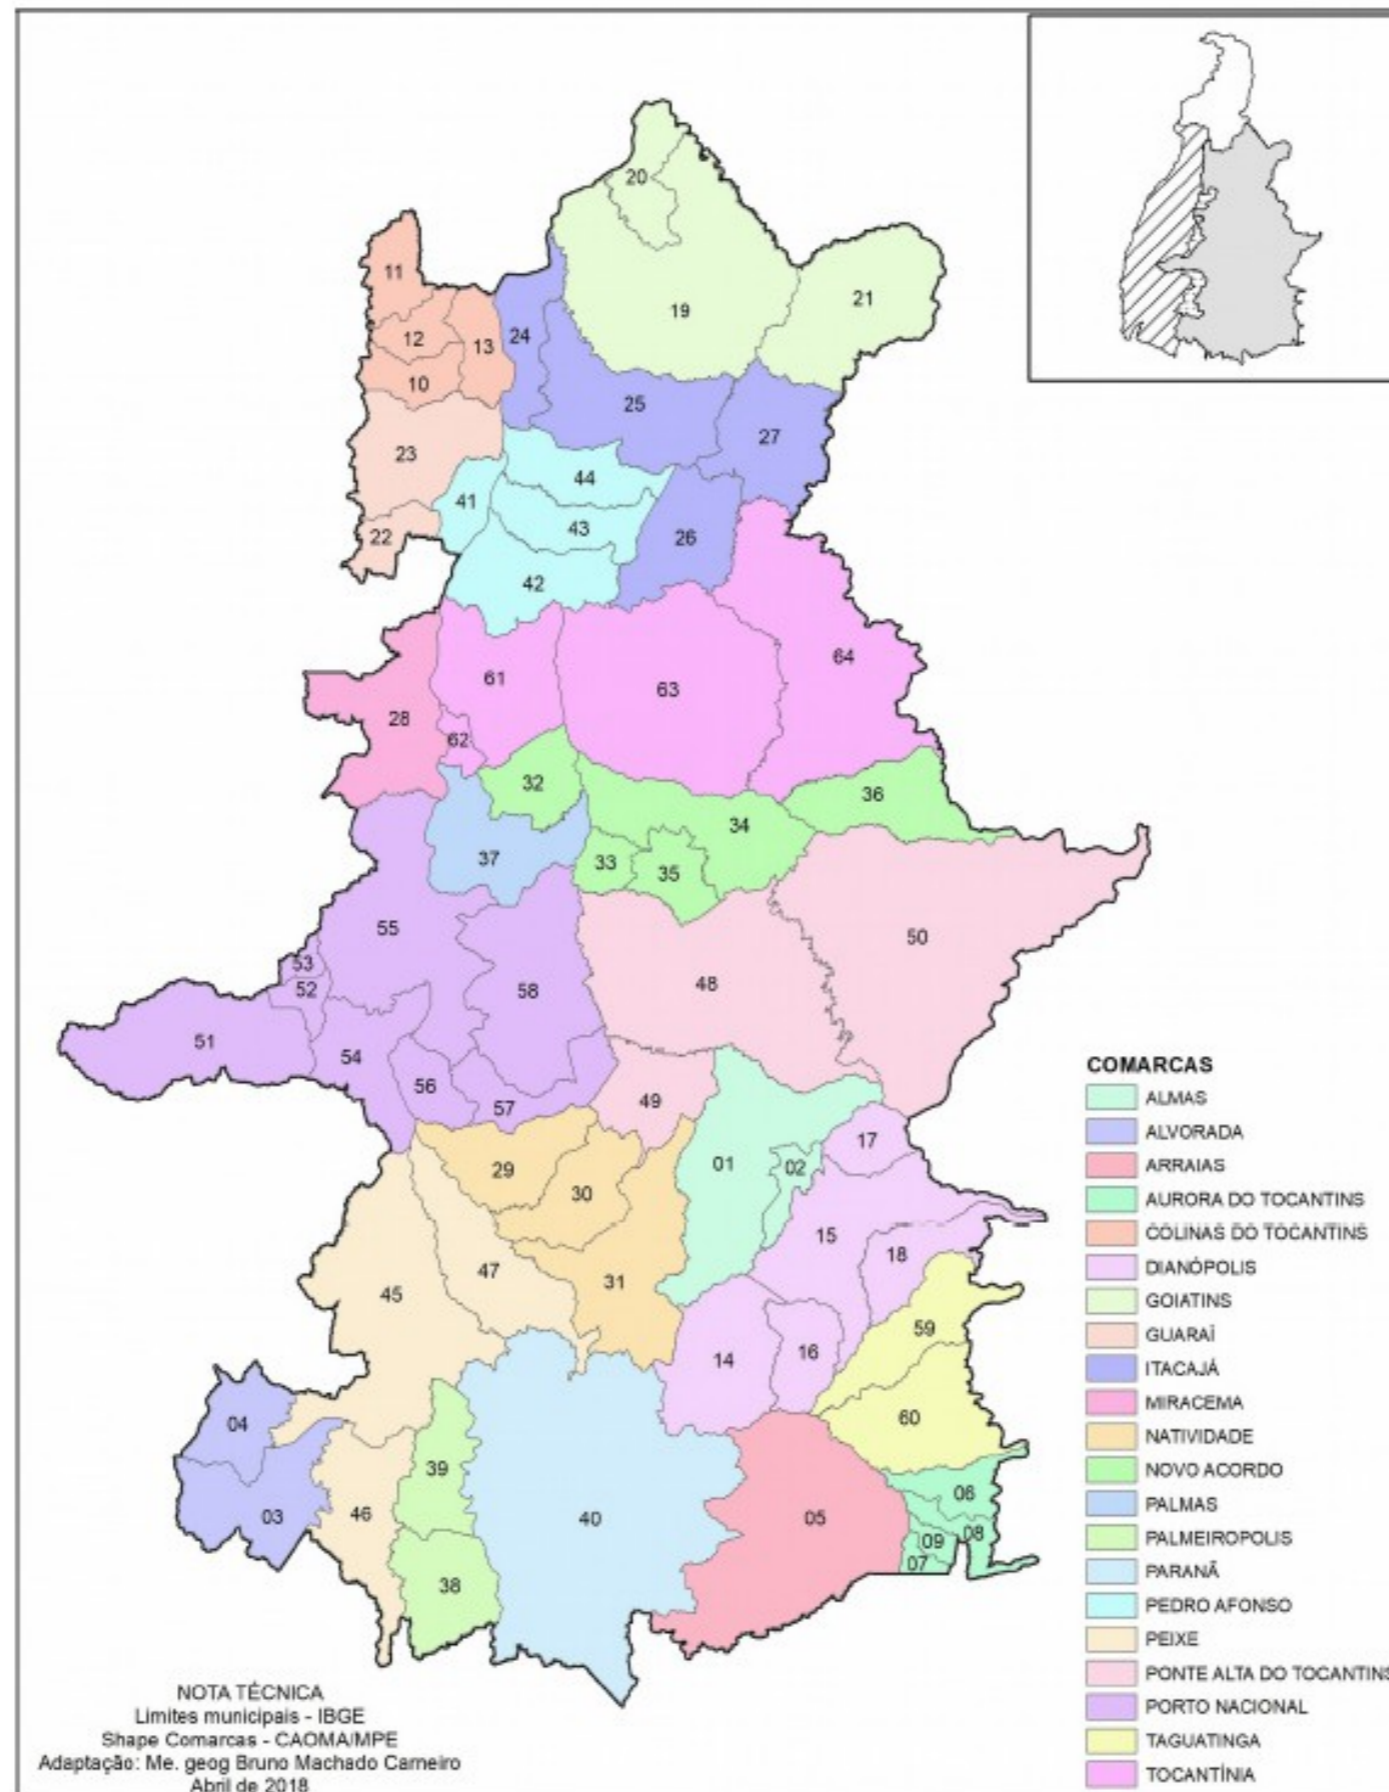 20
11
21
19
12
13
24
10
25
27
23
44
41
43
22
26
42
64
61
63
28
62
32
36
34
37
33
35
55
50
53
52
48
58
51
54
56
49
57
17
01
02
29
30
15
18
47
31
45
59
14
16
04
60
39
06
46
40
05
03
08
09
07
38
COMARCAS
ALMAS
ALVORADA
ARRAIAS
AURORA DO TOCANTINS
COLINAS DO TOCANTINS
DIANÓPOLIS
GOIATINS
GUARAÍ
ITACAJÁ
MIRACEMA
NATIVIDADE
NOVO ACORDO
PALMAS
PALMEIROPOLIS
PARANÃ
PEDRO AFONSO
PEIXE
PONTE ALTA DO TOCANTINS
PORTO NACIONAL
TAGUATINGA
TOCANTÍNIA
NOTA TÉCNICA
Limites municipais - IBGE
Shape Comarcas - CAOMA/MPE
Adaptação: Me. geog Bruno Machado Carneiro
Abril de 2018